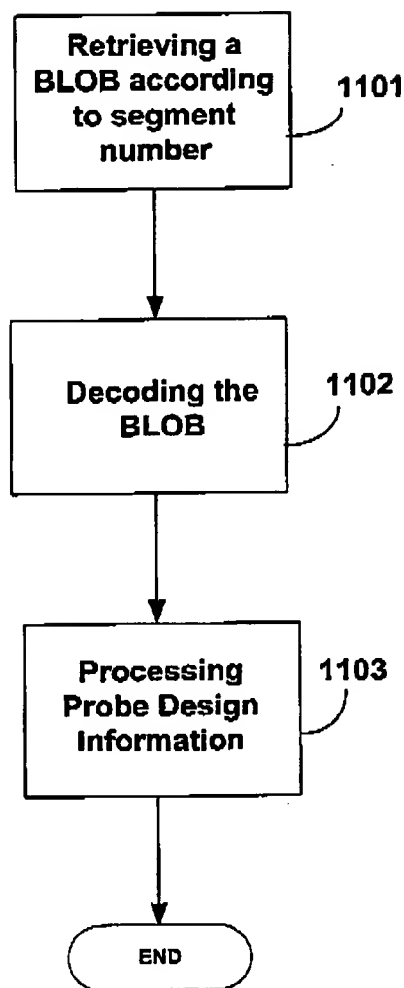 Retrieving a
BLOB according
to segment
number
1101
Decoding the
BLOB
1102
Processing
Probe Design
Information
1103
END